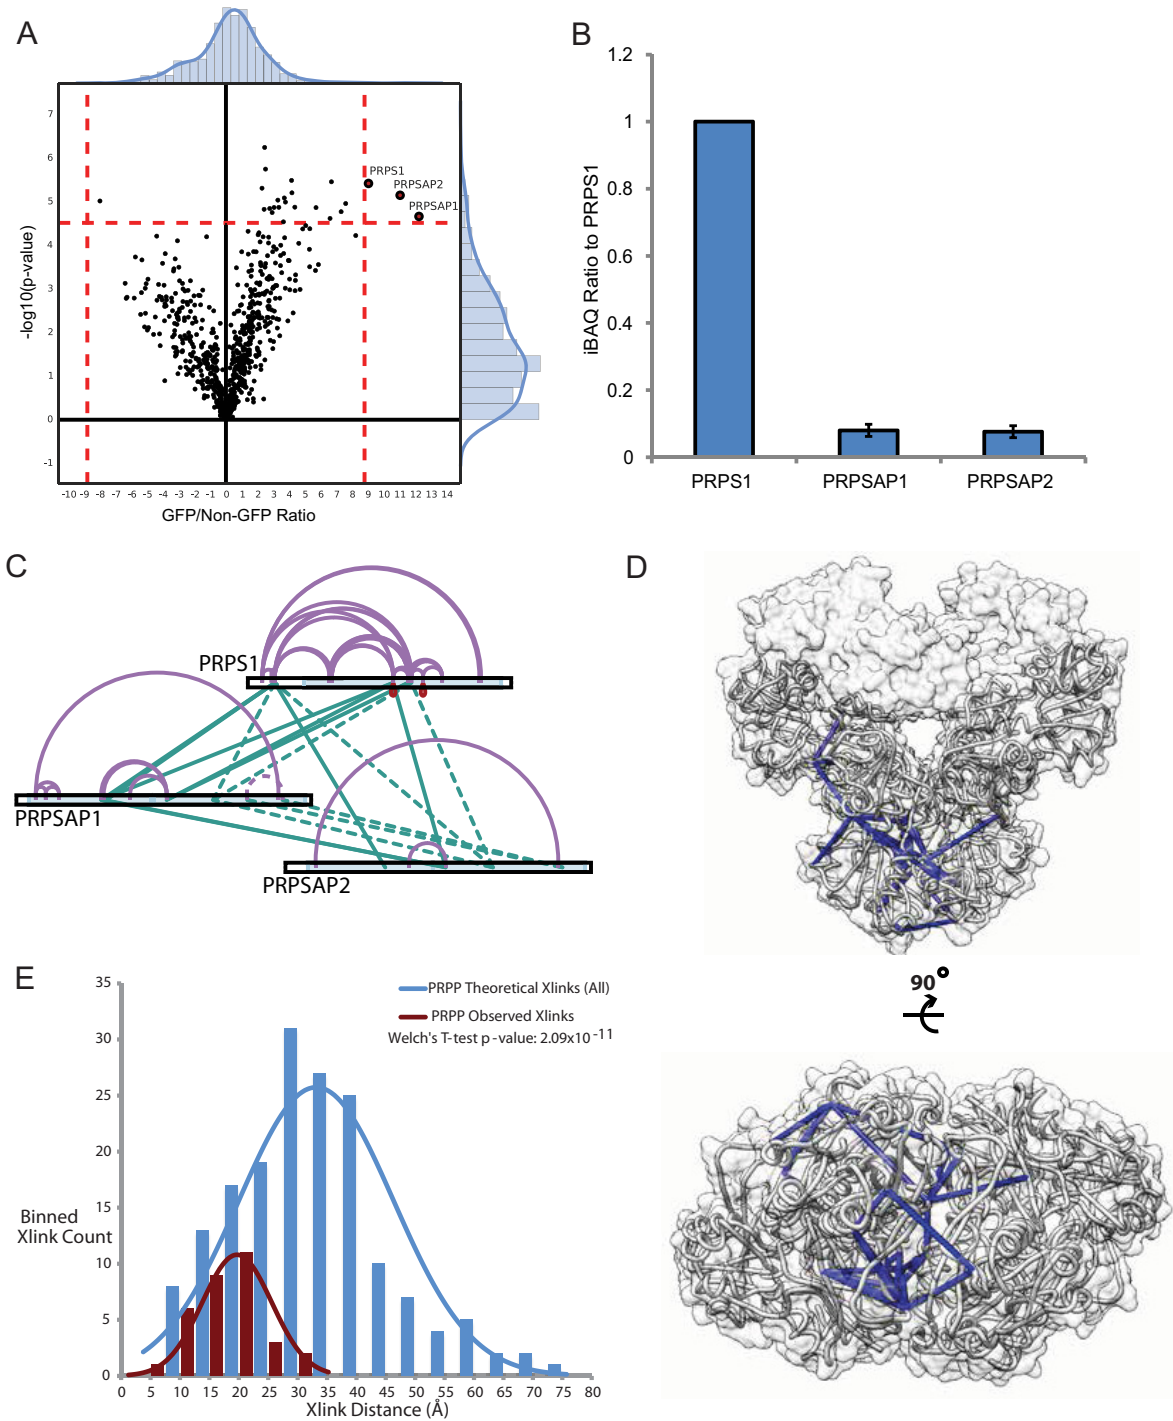 A
7
6
5
4
3
2
1
0
-1
-log10(p-value)
PRPS1
PRPSAP2
PRPSAP1
-10 -9 -8 -7 -6 -5 -4 -3 -2 -1 0 1 2 3 4 5 6 7 8 9 10 11 12 13 14
GFP/Non-GFP Ratio
B
1.2
1
0.8
0.6
0.4
0.2
0
iBAQ Ratio to PRPS1
PRPS1 PRPSAP1 PRPSAP2
C
PRPS1
PRPSAP1
PRPSAP2
D
90°
E
35
30
25
20
15
10
5
0
Binned
Xlink Count
PRPP Theoretical Xlinks (All)
PRPP Observed Xlinks
Welch's T-test p-value: 2.09x10 -11
0 5 10 15 20 25 30 35 40 45 50 55 60 65 70 75 80
Xlink Distance (Å)